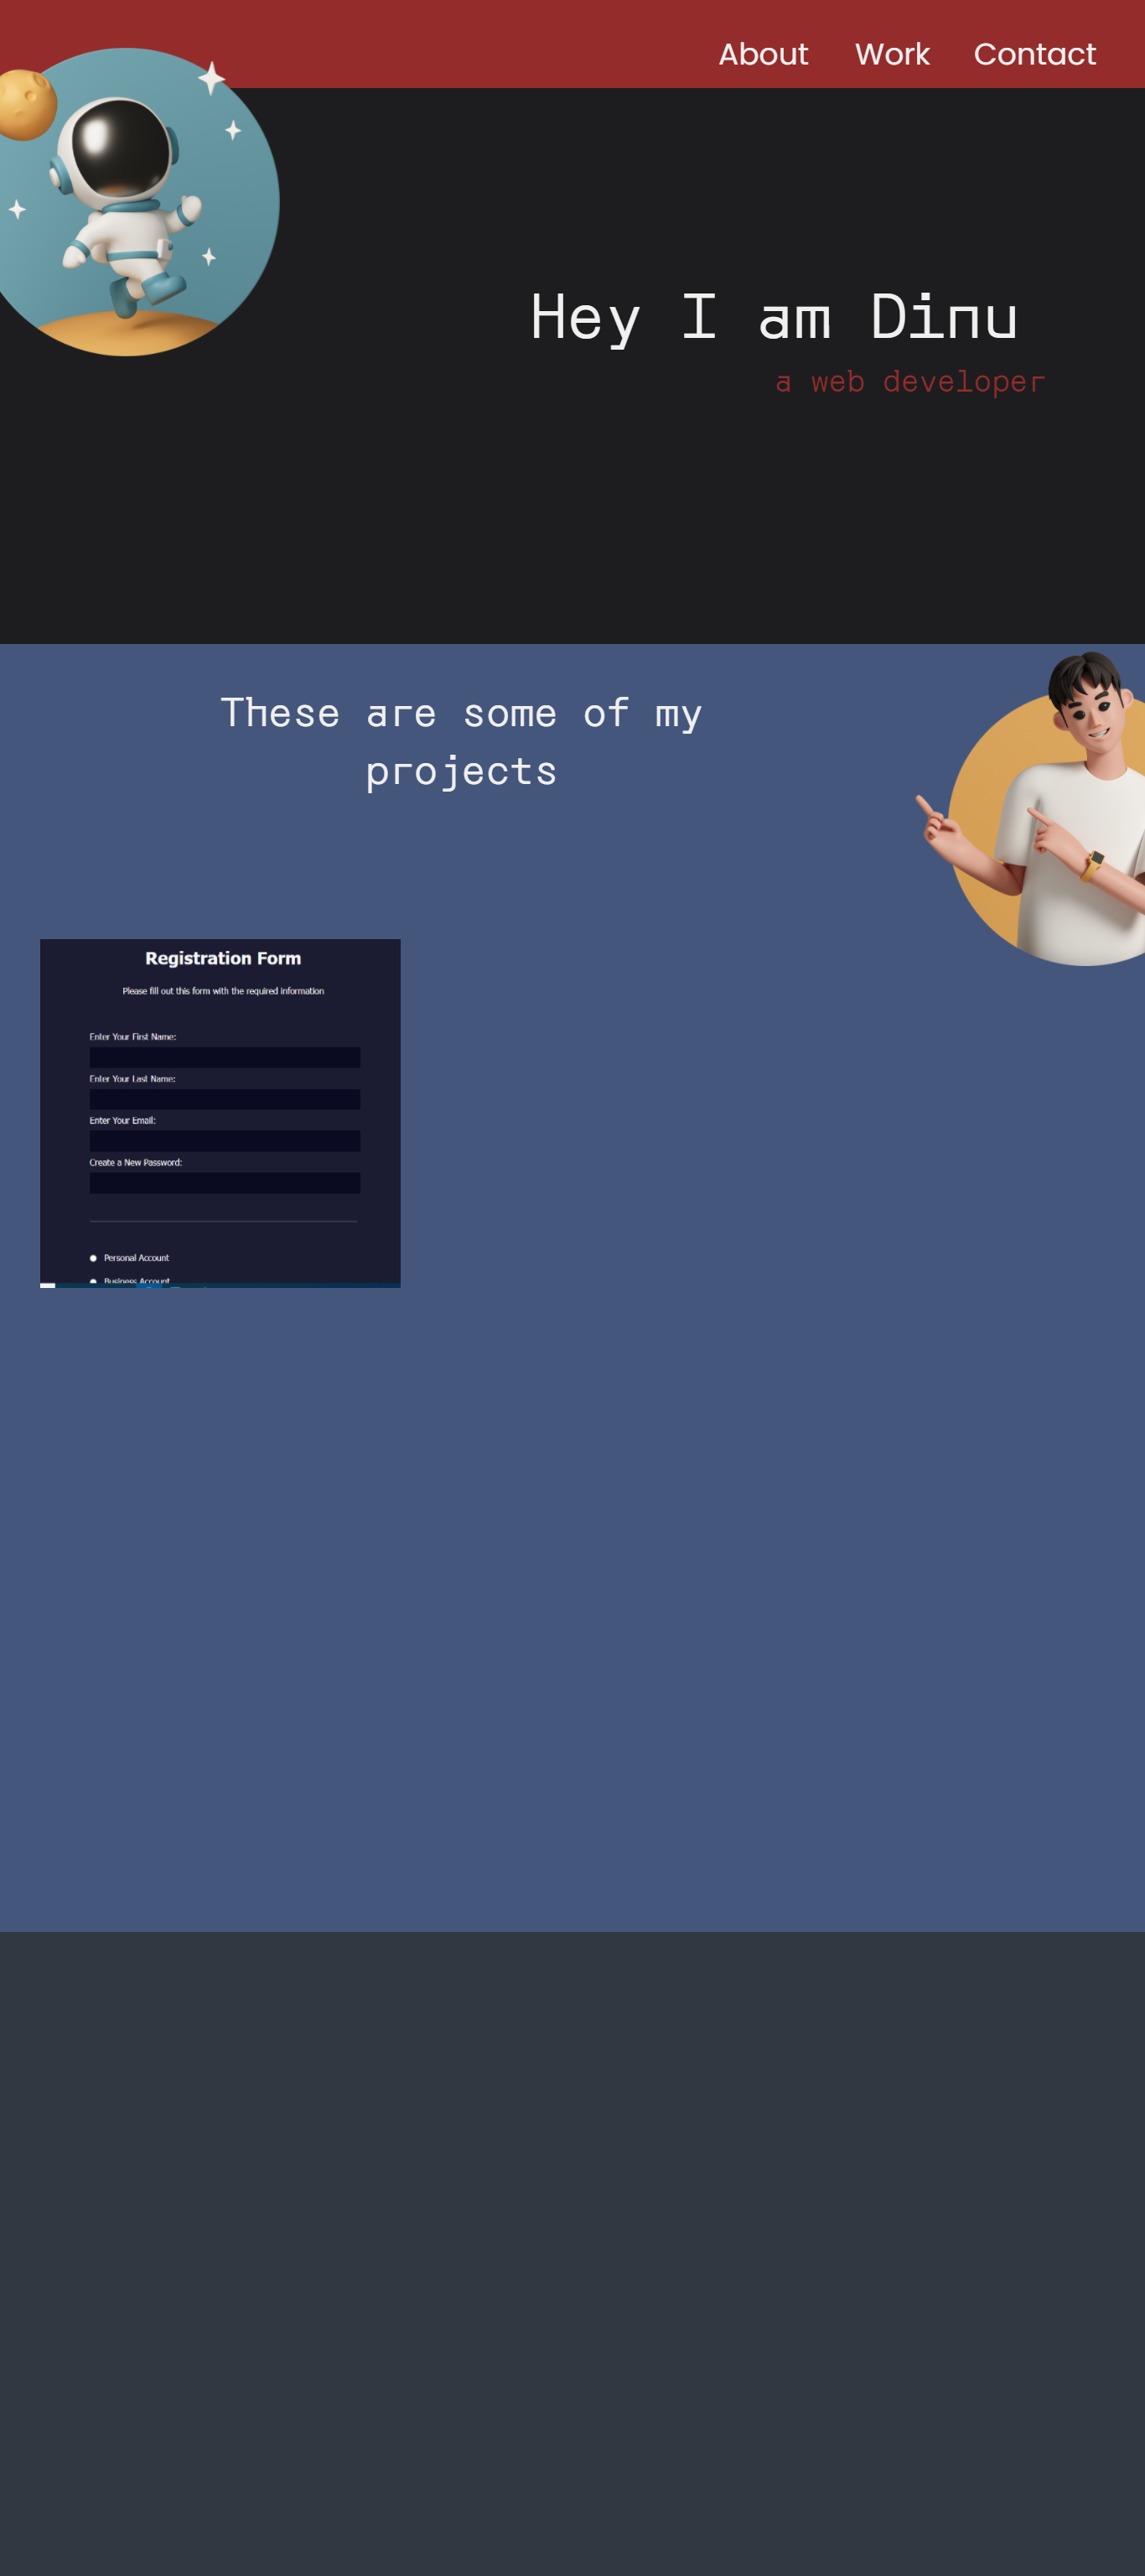 About Work Contact
Hey I am Dinu
a web developer
These are some of my
projects
Registration Form
Please fill out this form with the required information
Enter Your First Name:
Enter Your Last Name:
Enter Your Email:
Create a New Password:
Personal Account
Business Account